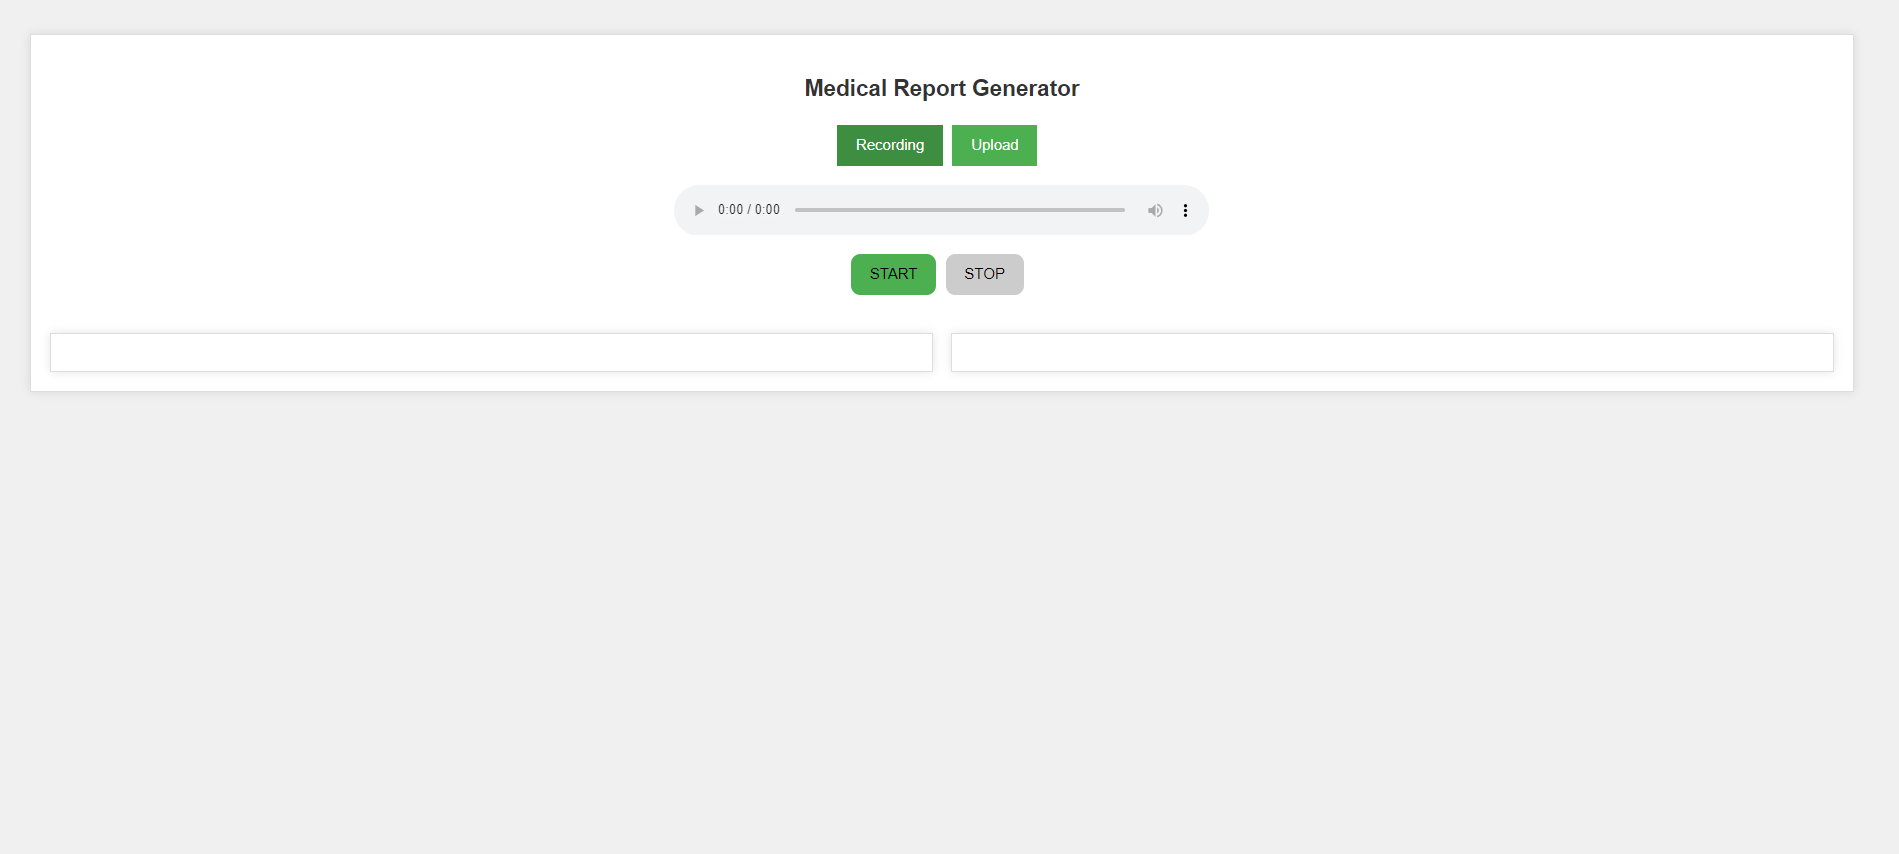 Medical Report Generator
Recording Upload
0:00 / 0:00
START STOP